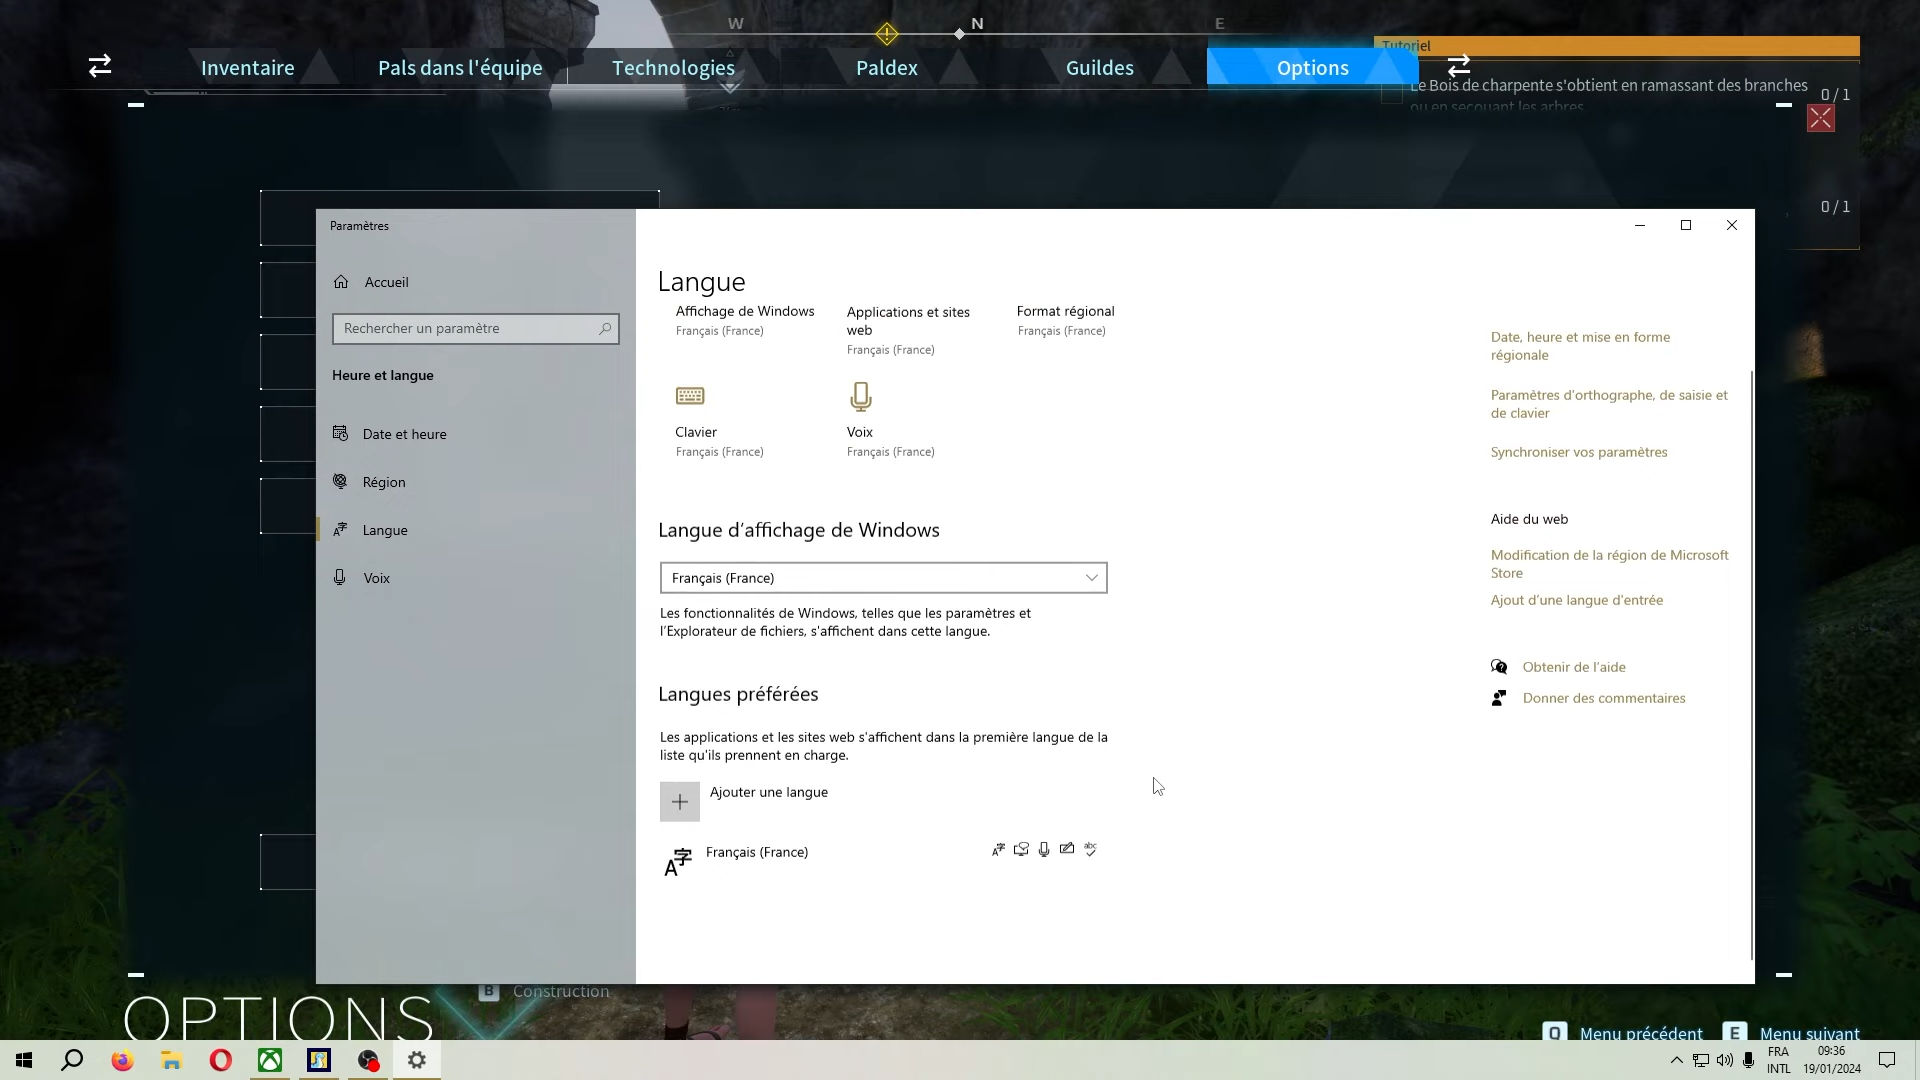 W
N
E
Inventaire
Pals dans l'équipe
Technologies
Paldex
Guildes
Options
Tutoriel
Le Bois de charpente s'obtient en ramassant des branches
ou en secouant les arbres
0 / 1
0 / 1
Paramètres
Accueil
Rechercher un paramètre
Heure et langue
Date et heure
Région
Langue
Voix
Langue
Affichage de Windows
Français (France)
Applications et sites
web
Français (France)
Format régional
Français (France)
Clavier
Français (France)
Voix
Français (France)
Langue d’affichage de Windows
Français (France)
Les fonctionnalités de Windows, telles que les paramètres et
l’Explorateur de fichiers, s'affichent dans cette langue.
Langues préférées
Les applications et les sites web s'affichent dans la première langue de la
liste qu'ils prennent en charge.
Ajouter une langue
Français (France)
Date, heure et mise en forme
régionale
Paramètres d'orthographe, de saisie et
de clavier
Synchroniser vos paramètres
Aide du web
Modification de la région de Microsoft
Store
Ajout d’une langue d'entrée
Obtenir de l’aide
Donner des commentaires
B Construction
OPTIONS
Q Menu précédent
E Menu suivant
FRA
INTL
09:36
19/01/2024